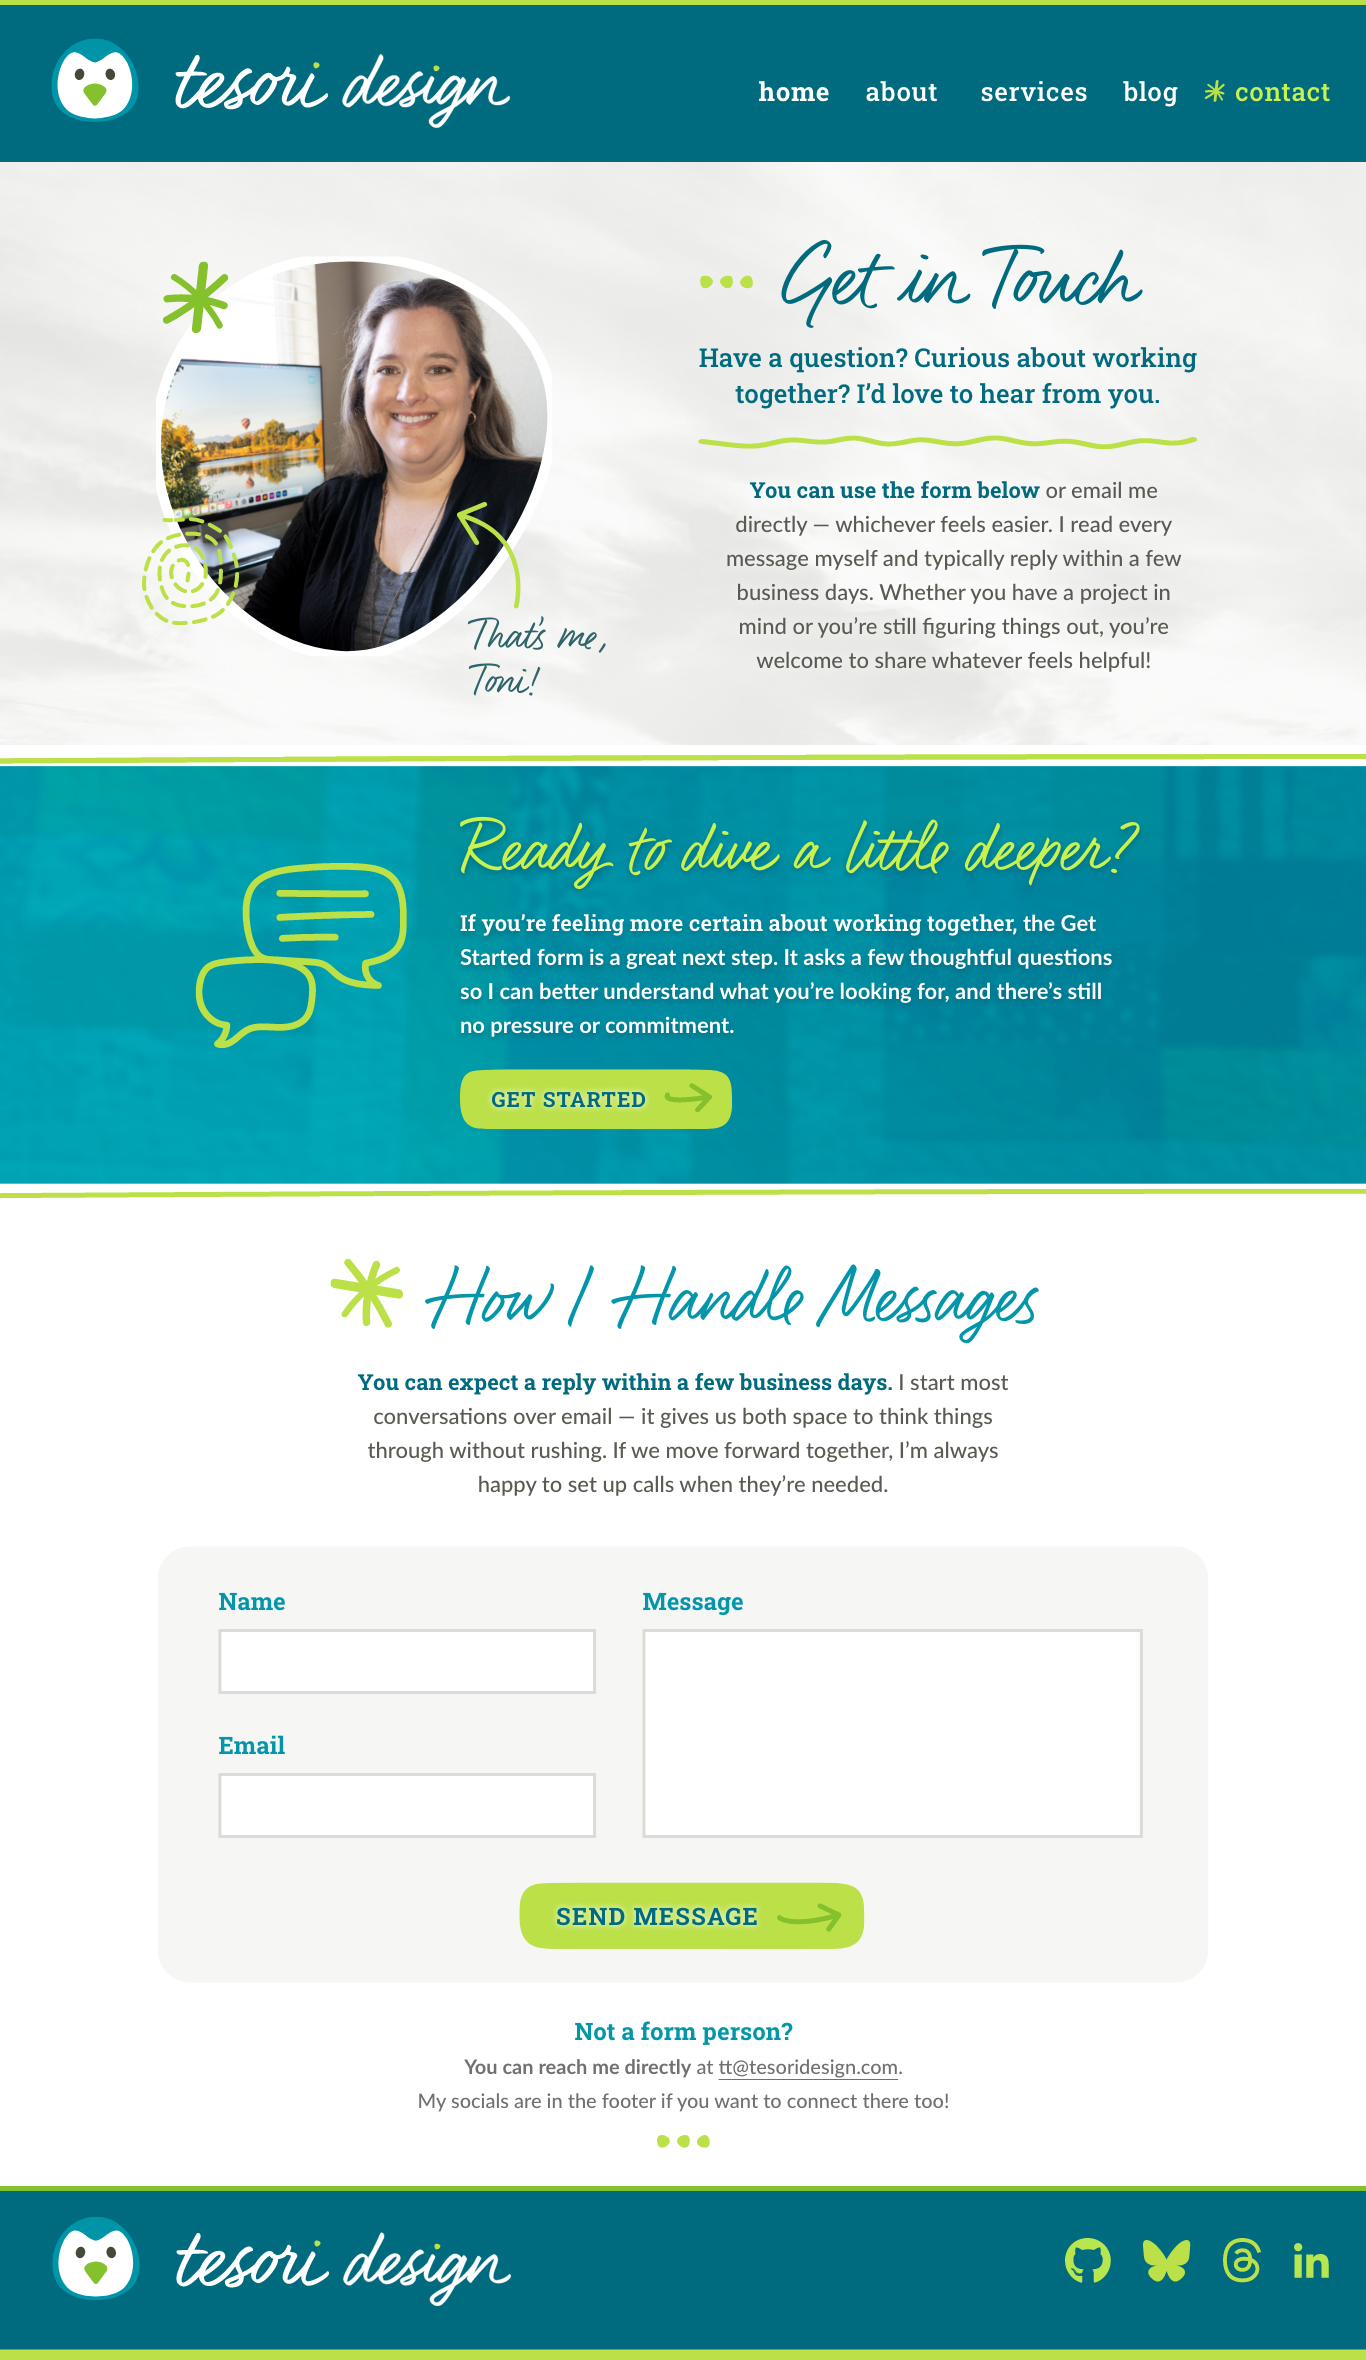 tesori design
home about services blog contact
Get in Touch
Have a question? Curious about working
together? I’d love to hear from you.
You can use the form below or email me
directly — whichever feels easier. I read every
message myself and typically reply within a few
business days. Whether you have a project in
mind or you’re still figuring things out, you’re
welcome to share whatever feels helpful!
That's me,
Toni!
Ready to dive a little deeper?
If you’re feeling more certain about working together, the Get
Started form is a great next step. It asks a few thoughtful questions
so I can better understand what you’re looking for, and there’s still
no pressure or commitment.
GET STARTED
How I Handle Messages
You can expect a reply within a few business days. I start most
conversations over email — it gives us both space to think things
through without rushing. If we move forward together, I’m always
happy to set up calls when they’re needed.
Name
Message
Email
SEND MESSAGE
Not a form person?
You can reach me directly at tt@tesoridesign.com.
My socials are in the footer if you want to connect there too!
tesori design
in